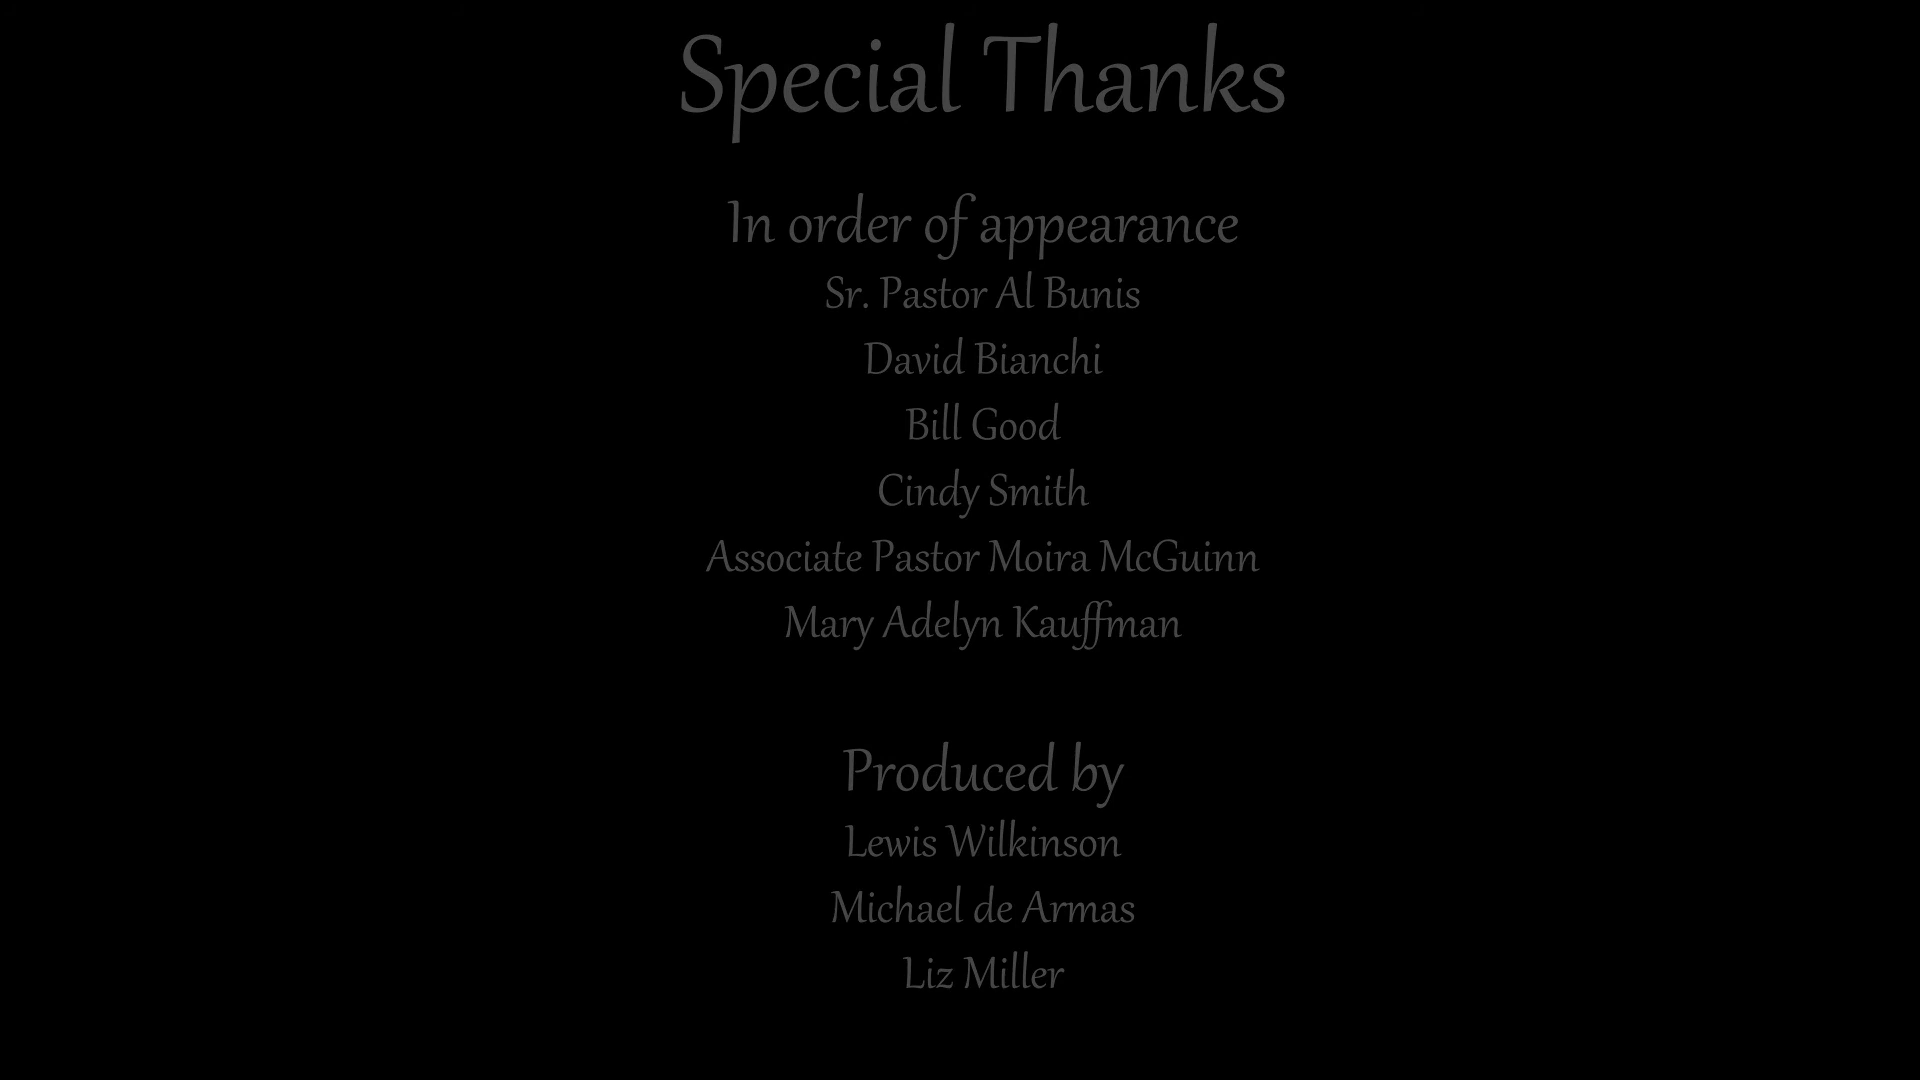 Special Thanks
In order of appearance
Sr. Pastor Al Bunis
David Bianchi
Bill Good
Cindy Smith
Associate Pastor Moira McGuinn
Mary Adelyn Kauffman
Produced by
Lewis Wilkinson
Michael de Armas
Liz Miller